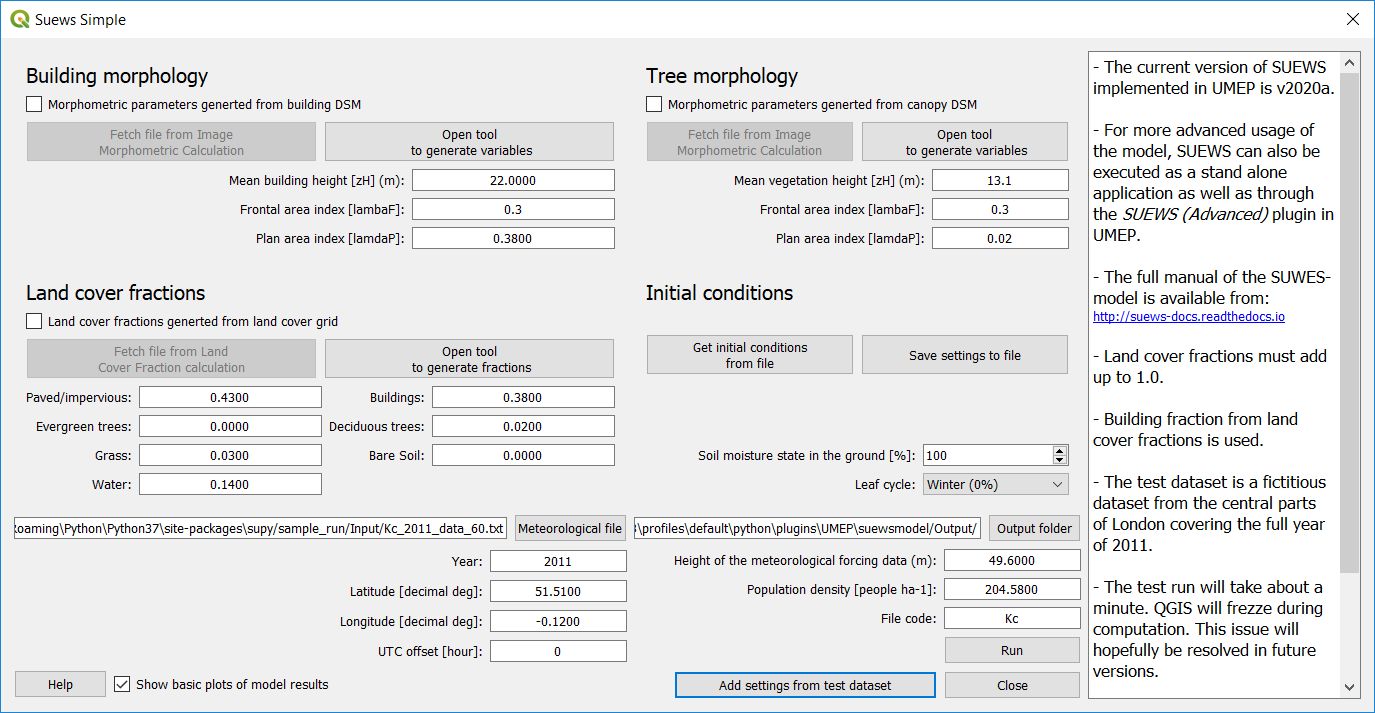 Suews Simple
Building morphology
Morphometric parameters generted from building DSM
Fetch file from Image
Morphometric Calculation
Open tool
to generate variables
Mean building height [zH] (m):
22.0000
Frontal area index [lambaF]:
0.3
Plan area index [lamdaP]:
0.3800
Tree morphology
Morphometric parameters generted from canopy DSM
Fetch file from Image
Morphometric Calculation
Open tool
to generate variables
Mean vegetation height [zH] (m):
13.1
Frontal area index [lambaF]:
0.3
Plan area index [lamdaP]:
0.02
Land cover fractions
Land cover fractions generted from land cover grid
Fetch file from Land
Cover Fraction calculation
Open tool
to generate fractions
Paved/impervious:
0.4300
Buildings:
0.3800
Evergreen trees:
0.0000
Deciduous trees:
0.0200
Grass:
0.0300
Bare Soil:
0.0000
Water:
0.1400
Initial conditions
Get initial conditions
from file
Save settings to file
Soil moisture state in the ground [%]:
100
Leaf cycle:
Winter (0%)
Roaming\Python\Python37\site-packages\supy/sample_run/Input/Kc_2011_data_60.txt
Meteorological file
3\profiles\default\python\plugins\UMEP\suewsmodel/Output/
Output folder
Year:
2011
Latitude [decimal deg]:
51.5100
Longitude [decimal deg]:
-0.1200
UTC offset [hour]:
0
Height of the meteorological forcing data (m):
49.6000
Population density [people ha-1]:
204.5800
File code:
Kc
Run
Help
Show basic plots of model results
Add settings from test dataset
Close
- The current version of SUEWS
implemented in UMEP is v2020a.
- For more advanced usage of
the model, SUEWS can also be
executed as a stand alone
application as well as through
the SUEWS (Advanced) plugin in
UMEP.
- The full manual of the SUWES-
model is available from:
http://suews-docs.readthedocs.io
- Land cover fractions must add
up to 1.0.
- Building fraction from land
cover fractions is used.
- The test dataset is a fictitious
dataset from the central parts
of London covering the full year
of 2011.
- The test run will take about a
minute. QGIS will frezze during
computation. This issue will
hopefully be resolved in future
versions.